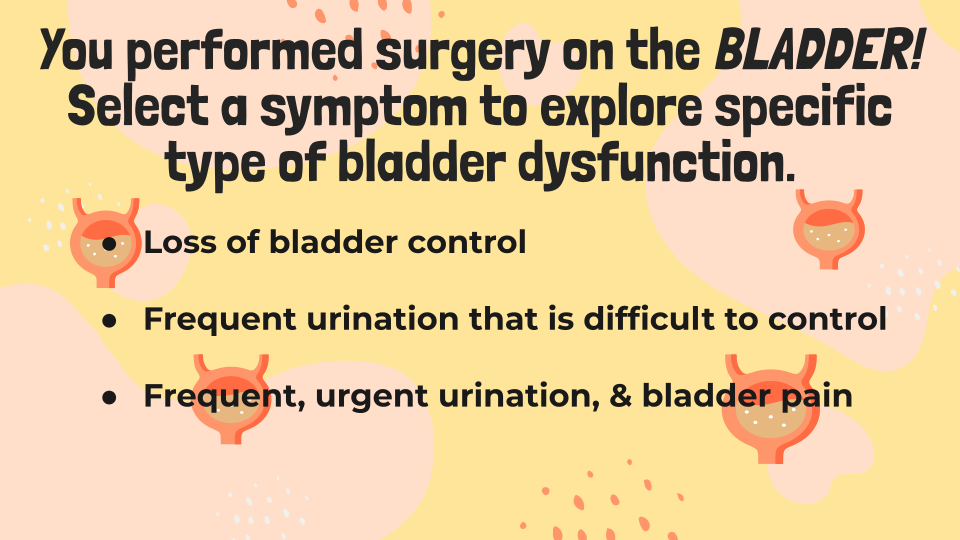 You performed surgery on the BLADDER!
Select a symptom to explore specific
type of bladder dysfunction.
● Loss of bladder control
● Frequent urination that is difficult to control
● Frequent, urgent urination, & bladder pain